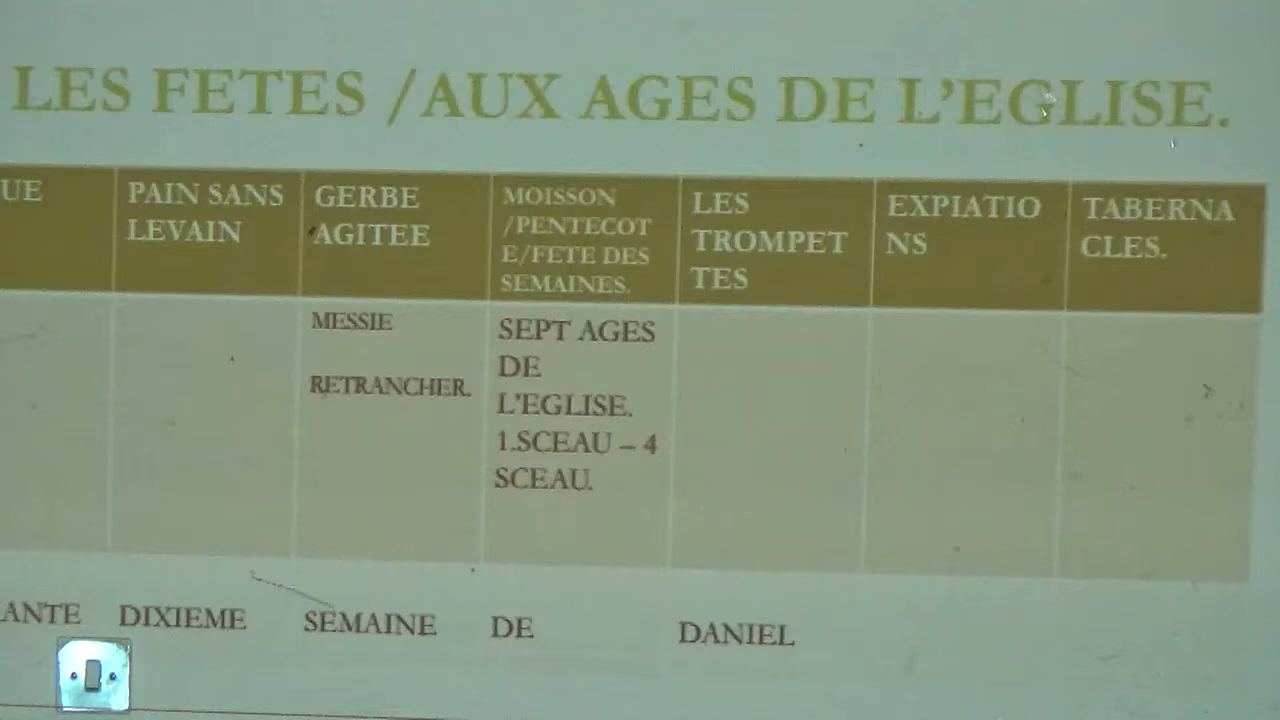 LES FETES /AUX AGES DE L'EGLISE.
UE
PAIN SANS
LEVAIN
GERBE
AGITEE
MOISSON
/PENTECOT
E/FETE DES
SEMAINES.
LES
TROMPET
TES
EXPIATIO
NS
TABERNA
CLES.
MESSIE
RETRANCHER.
SEPT AGES
DE
L'EGLISE.
1.SCEAU – 4
SCEAU.
ANTE DIXIEME SEMAINE DE DANIEL